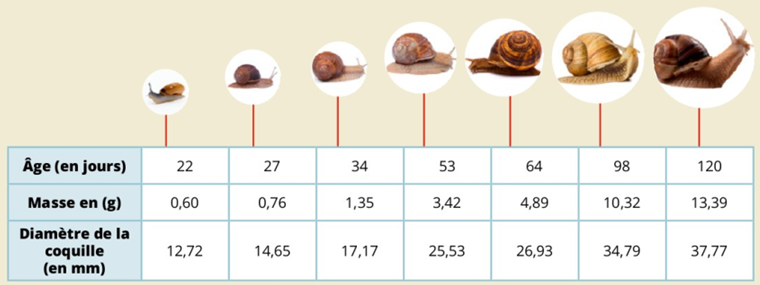 Âge (en jours) 22 27 34 53 64 98 120
Masse en (g) 0,60 0,76 1,35 3,42 4,89 10,32 13,39
Diamètre de la
coquille
(en mm) 12,72 14,65 17,17 25,53 26,93 34,79 37,77